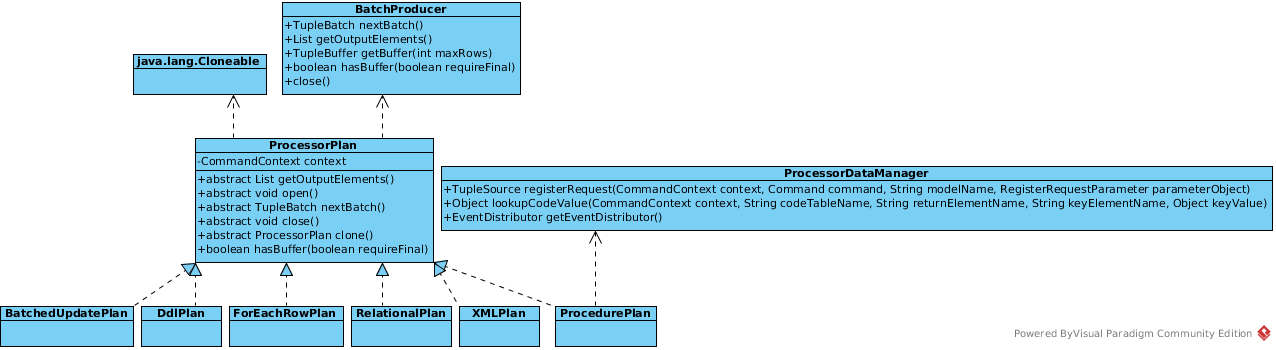 BatchProducer
+TupleBatch nextBatch()
+List getOutputElements()
+TupleBuffer getBuffer(int maxRows)
+boolean hasBuffer(boolean requireFinal)
+close()
java.lang.Cloneable
ProcessorPlan
-CommandContext context
+abstract List getOutputElements()
+abstract void open()
+abstract TupleBatch nextBatch()
+abstract void close()
+abstract ProcessorPlan clone()
+boolean hasBuffer(boolean requireFinal)
ProcessorDataManager
+TupleSource registerRequest(CommandContext context, Command command, String modelName, RegisterRequestParameter parameterObject)
+Object lookupCodeValue(CommandContext context, String codeTableName, String returnElementName, String keyElementName, Object keyValue)
+EventDistributor getEventDistributor()
BatchedUpdatePlan
DdlPlan
ForEachRowPlan
RelationalPlan
XMLPlan
ProcedurePlan
Powered ByVisual Paradigm Community Edition